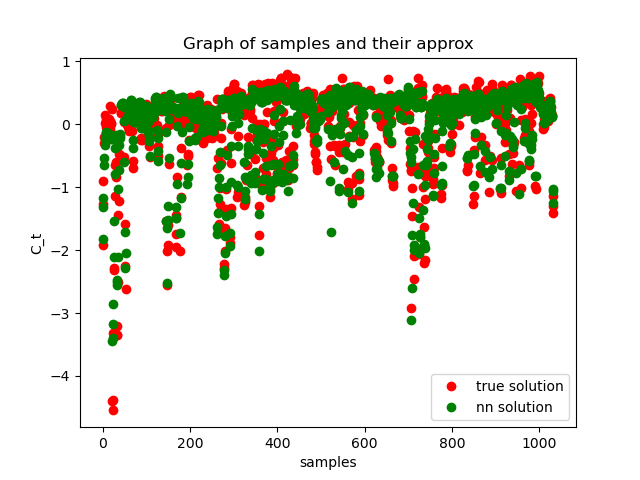 Graph of samples and their approx
1
0
−1
−2
−3
−4
C_t
0
200
400
600
800
1000
samples
true solution
nn solution